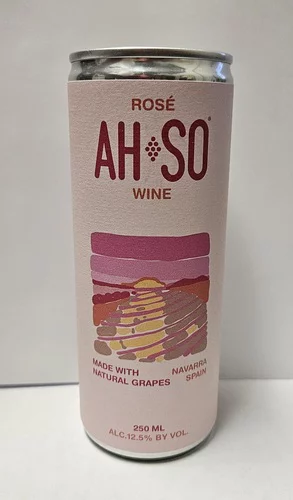 ROSÉ
AH SO
WINE
MADE WITH
NATURAL GRAPES
NAVARRA
SPAIN
250 ML
ALC.12.5% BY VOL.